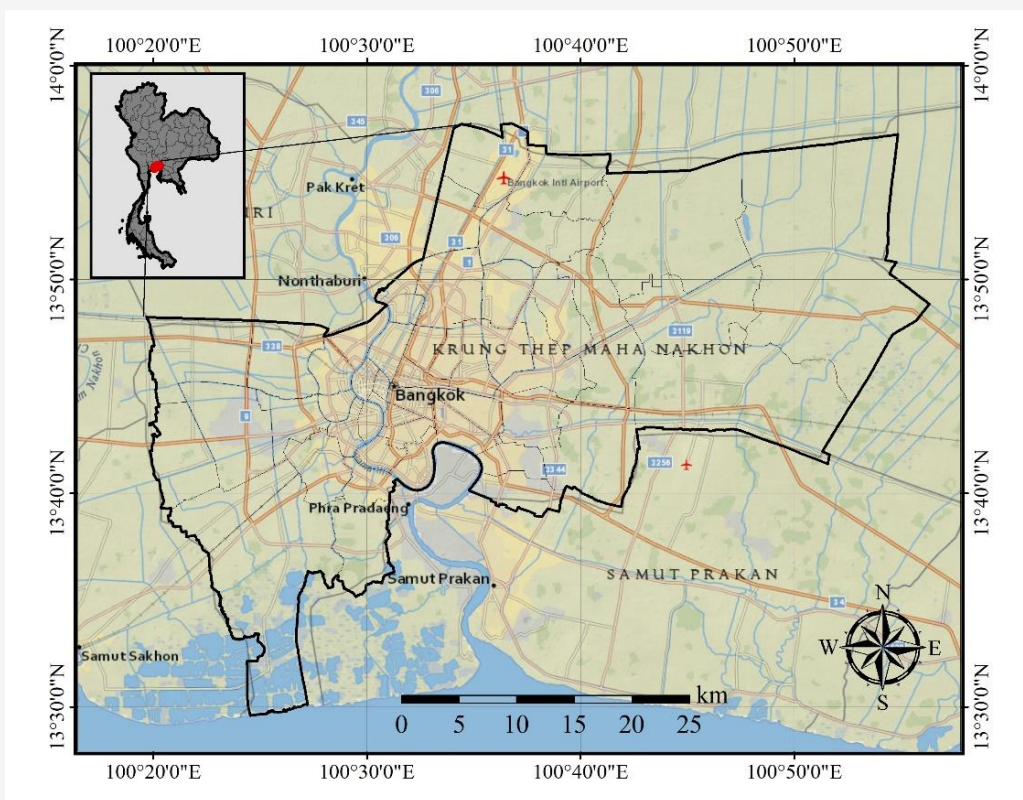 100°20'0"E 100°30'0"E 100°40'0"E 100°50'0"E
14°0'0"N
14°0'0"N
306
345
31
Bangkok Intl Airport
Pak Kret
IRI
306
31
1
13°50'0"N
13°50'0"N
Nonthaburi
3119
338
KRUNG THEP MAHA NAKHON
Nakhon
Bangkok
9
3256
3344
13°40'0"N
13°40'0"N
Phra Pradaeng
Samut Prakan
SAMUT PRAKAN
34
N
W
E
S
Samut Sakhon
km
0 5 10 15 20 25
13°30'0"N
13°30'0"N
100°20'0"E 100°30'0"E 100°40'0"E 100°50'0"E